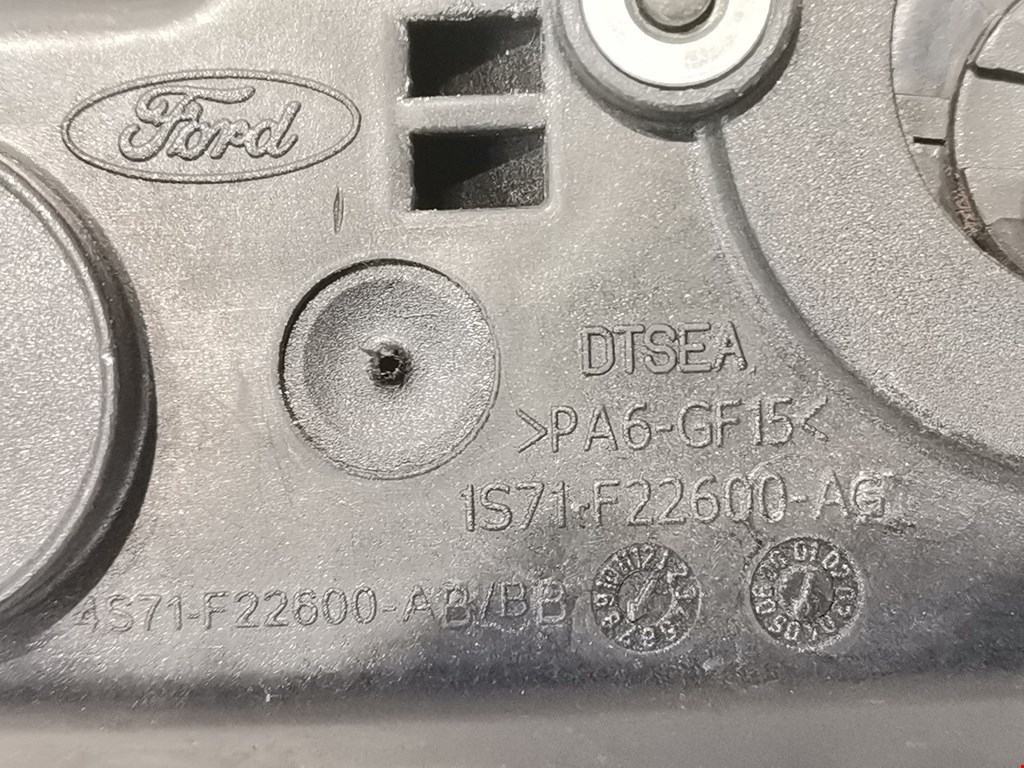 Ford
DTSEA
>PA6-GF15<
1S71-F22600-AG
4S71-F22600-AB/BB